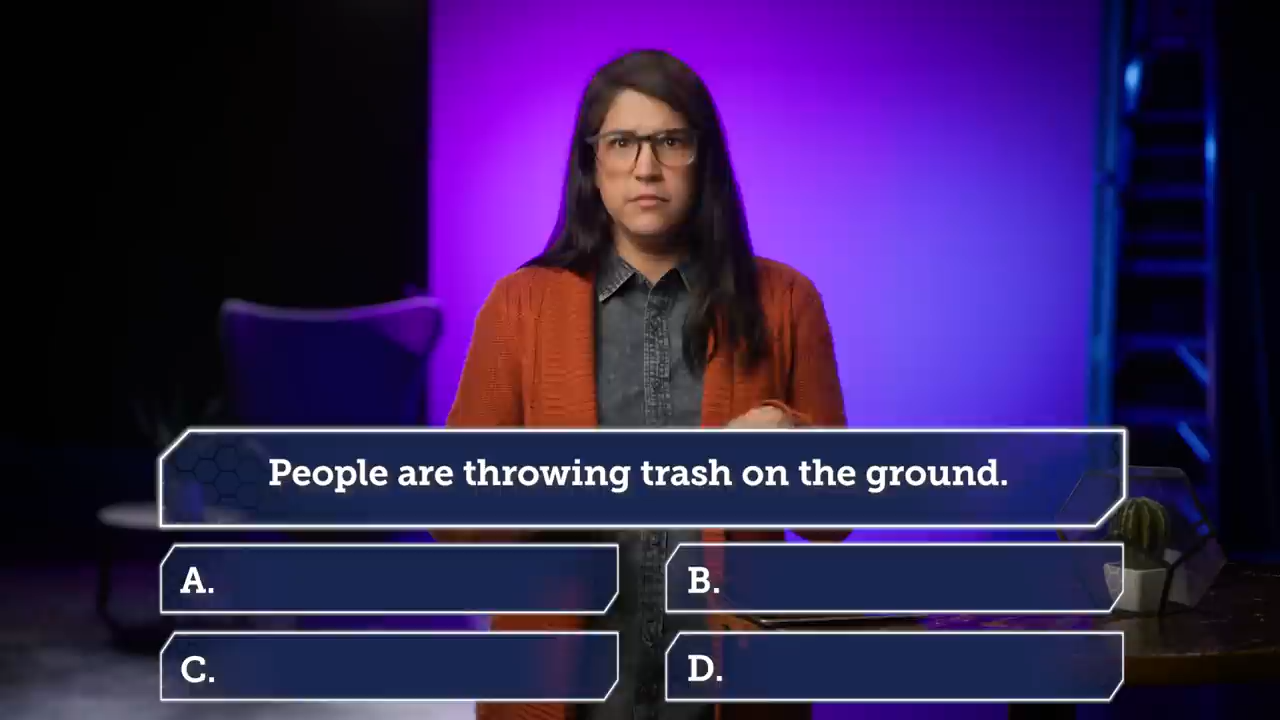 People are throwing trash on the ground.
A.
B.
C.
D.